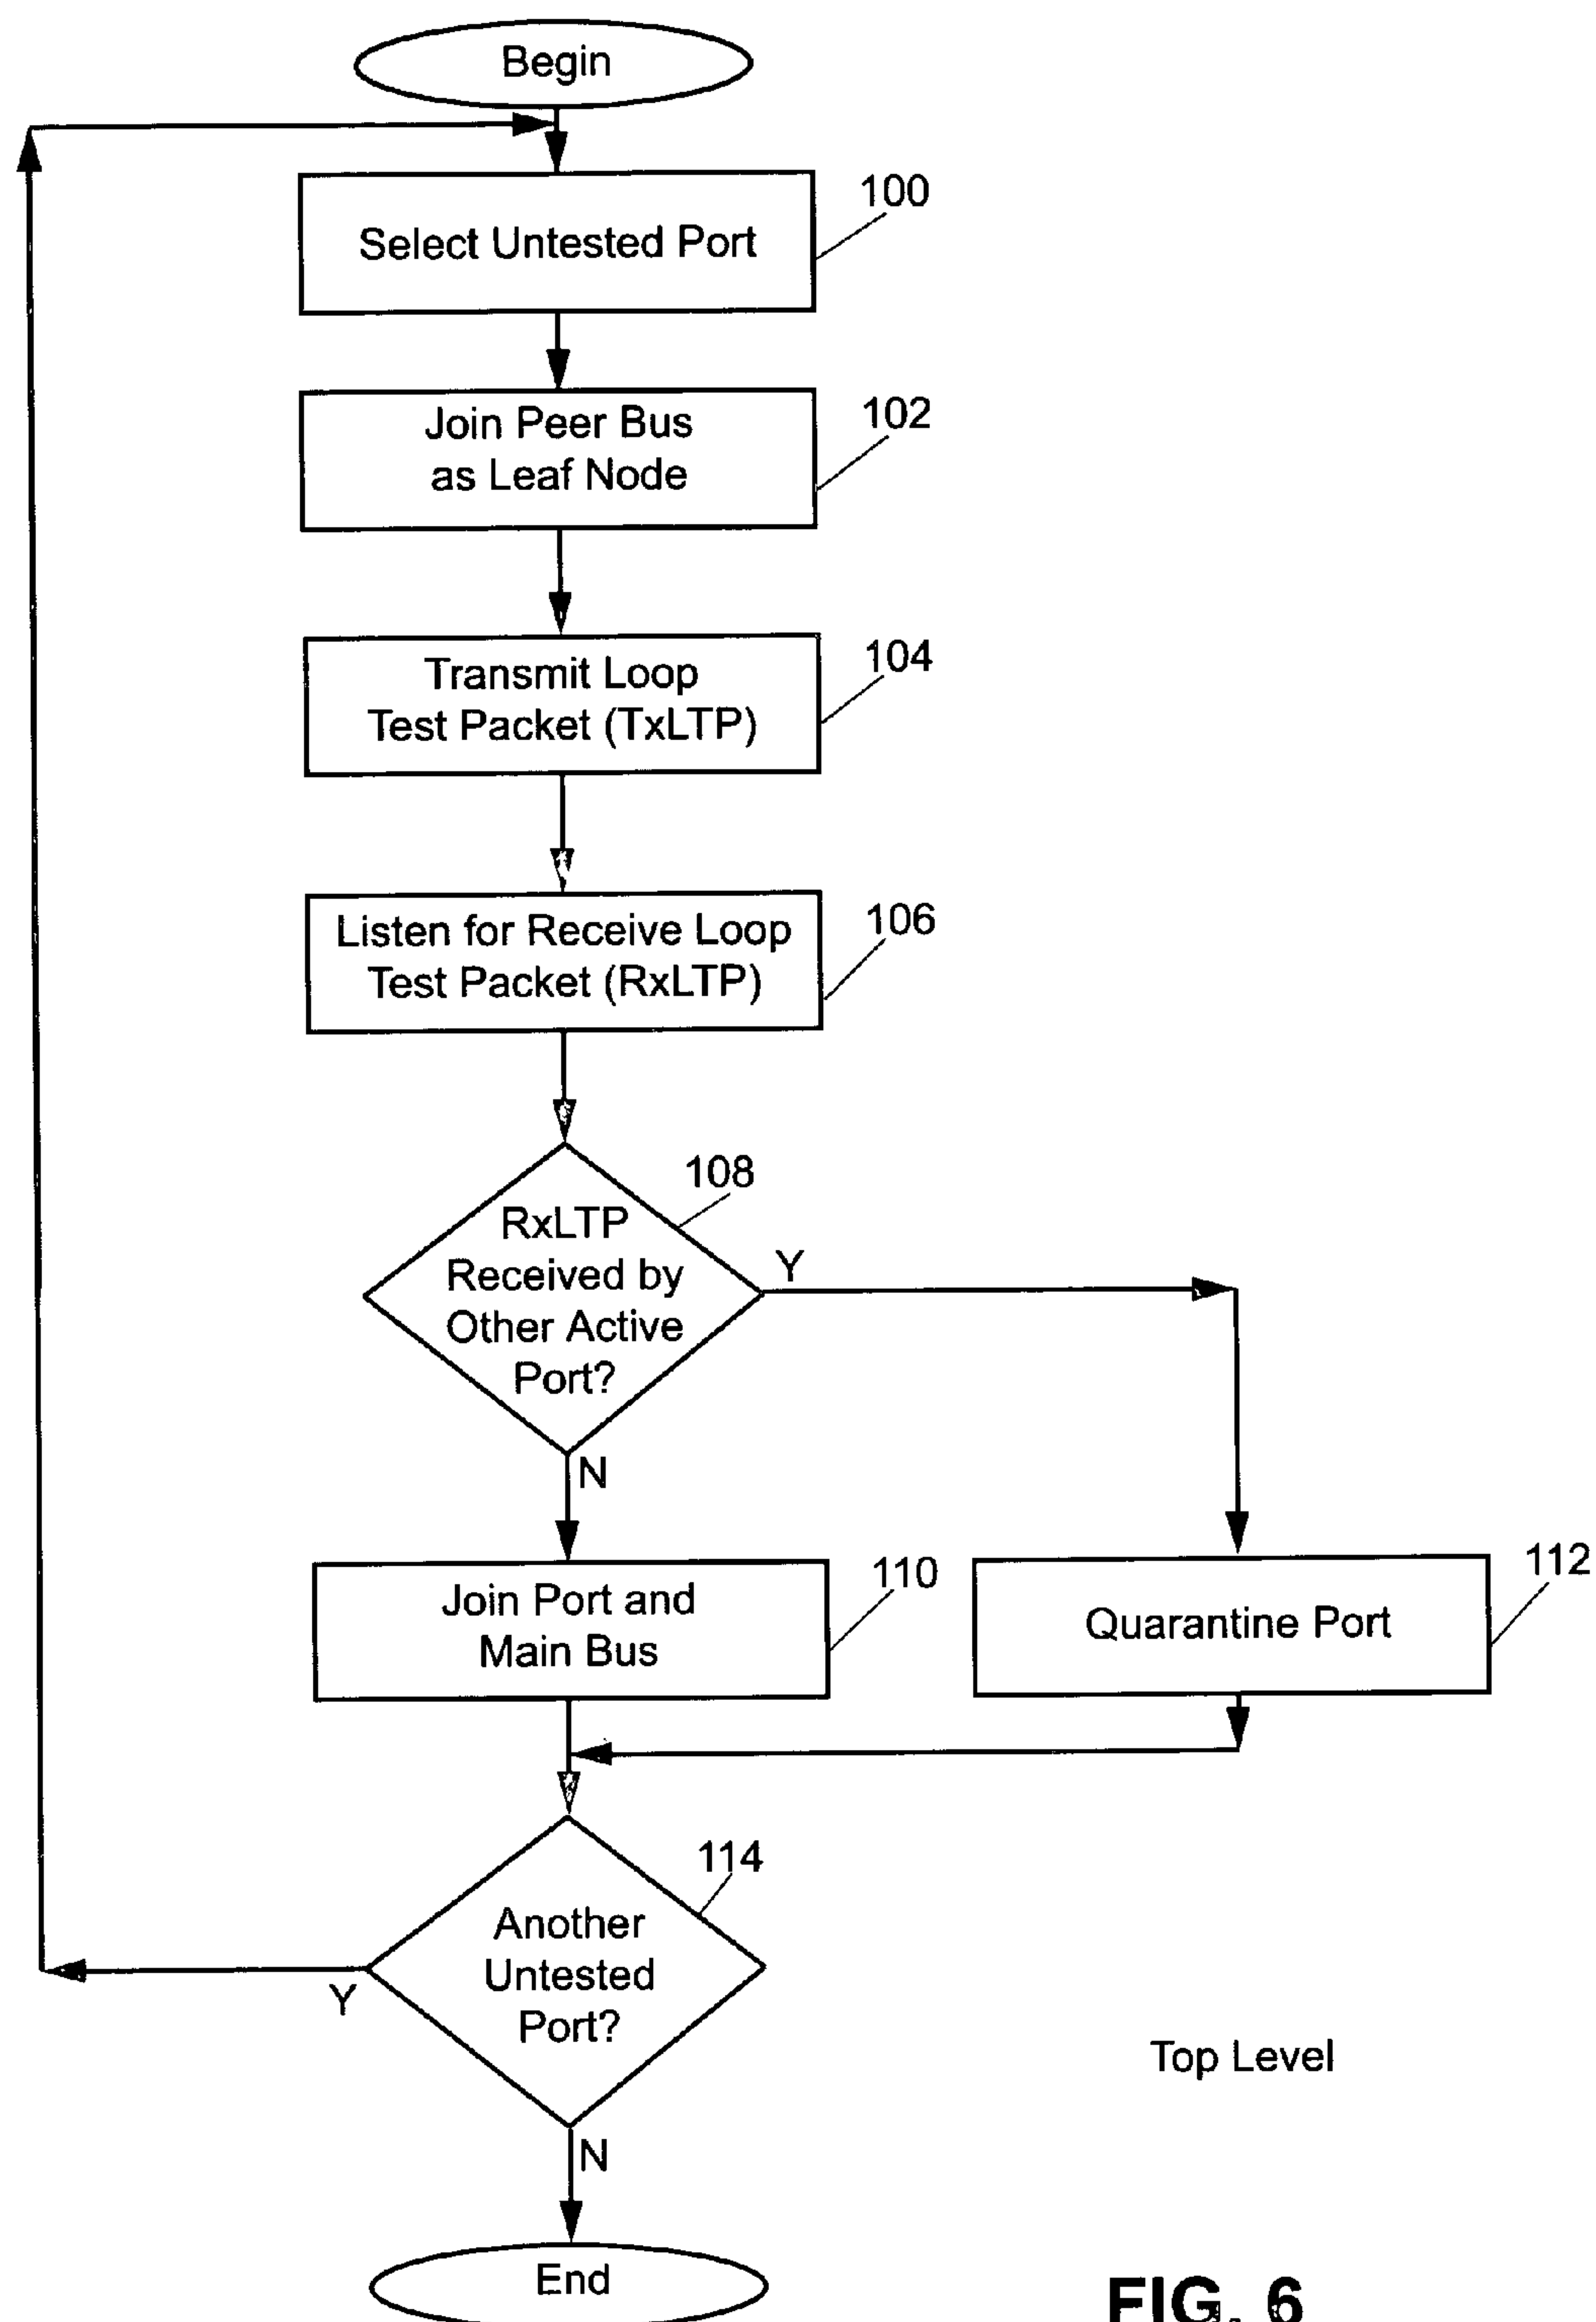 Begin
100
Select Untested Port
102
Join Peer Bus
as Leaf Node
104
Transmit Loop
Test Packet (TxLTP)
106
Listen for Receive Loop
Test Packet (RxLTP)
108
RxLTP
Received by
Other Active
Port?
Y
N
110
Join Port and
Main Bus
112
Quarantine Port
114
Another
Untested
Port?
Y
Top Level
N
End
FIG. 6